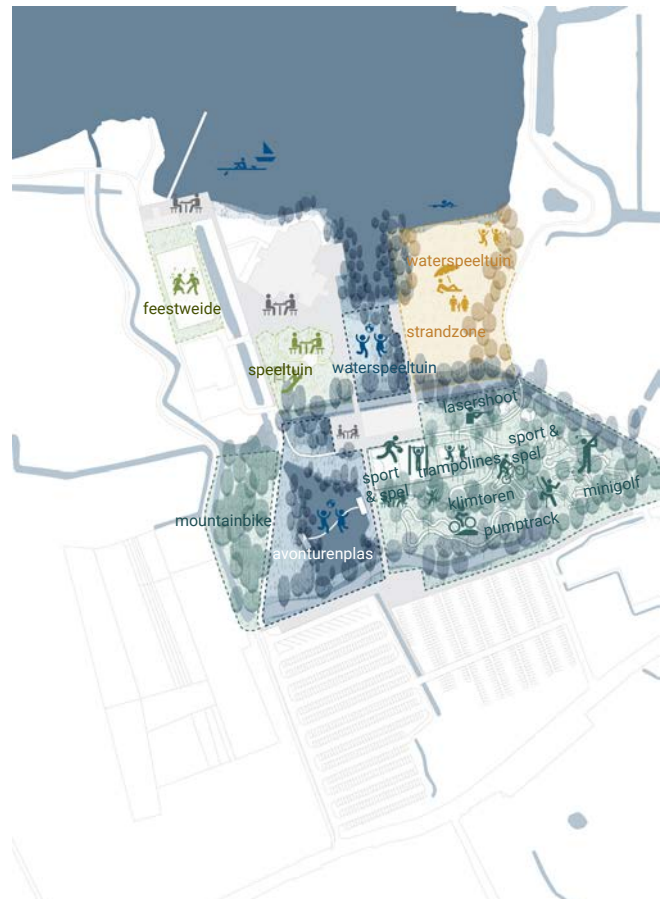 waterspeeltuin
feestweide
strandzone
speeltuin
waterspeeltuin
lasershoot
sport &
spel
trampolines
sport
& spel
minigolf
klimtoren
mountainbike
pumptrack
avonturenplas